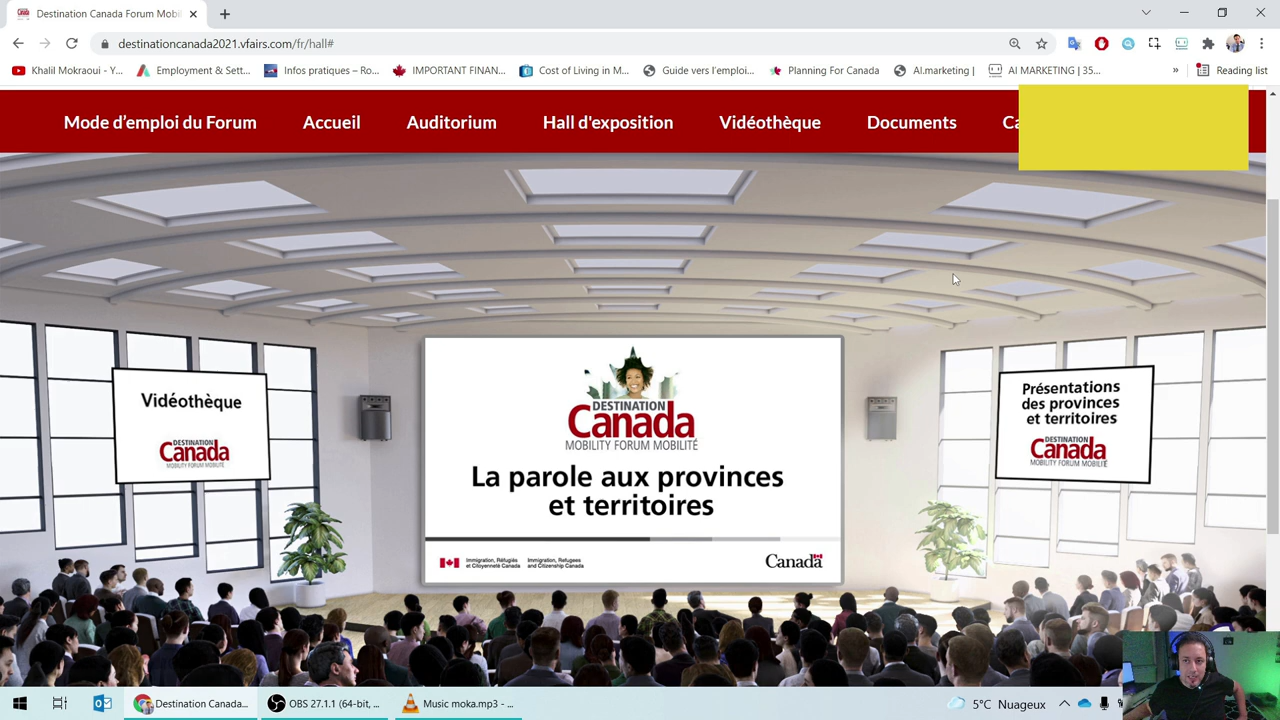 Destination Canada Forum Mobil
destinationcanada2021.vfairs.com/fr/hall#
Khalil Mokraoui - Y...
Employment & Sett...
Infos pratiques – Ro...
IMPORTANT FINAN...
Cost of Living in M...
Guide vers l'emploi...
Planning For Canada
AI.marketing |
AI MARKETING | 35...
»
Reading list
Mode d'emploi du Forum
Accueil
Auditorium
Hall d'exposition
Vidéothèque
Documents
Ca
Vidéothèque
DESTINATION
Canada
MOBILITY FORUM MOBILITÉ
DESTINATION
Canada
MOBILITY FORUM MOBILITÉ
La parole aux provinces
et territoires
Immigration, Réfugiés
et Citoyenneté Canada
Immigration, Refugees
and Citizenship Canada
Canada
Présentations
des provinces
et territoires
DESTINATION
Canada
MOBILITY FORUM MOBILITÉ
Destination Canada...
OBS 27.1.1 (64-bit, ...
Music moka.mp3 - ...
5°C Nuageux